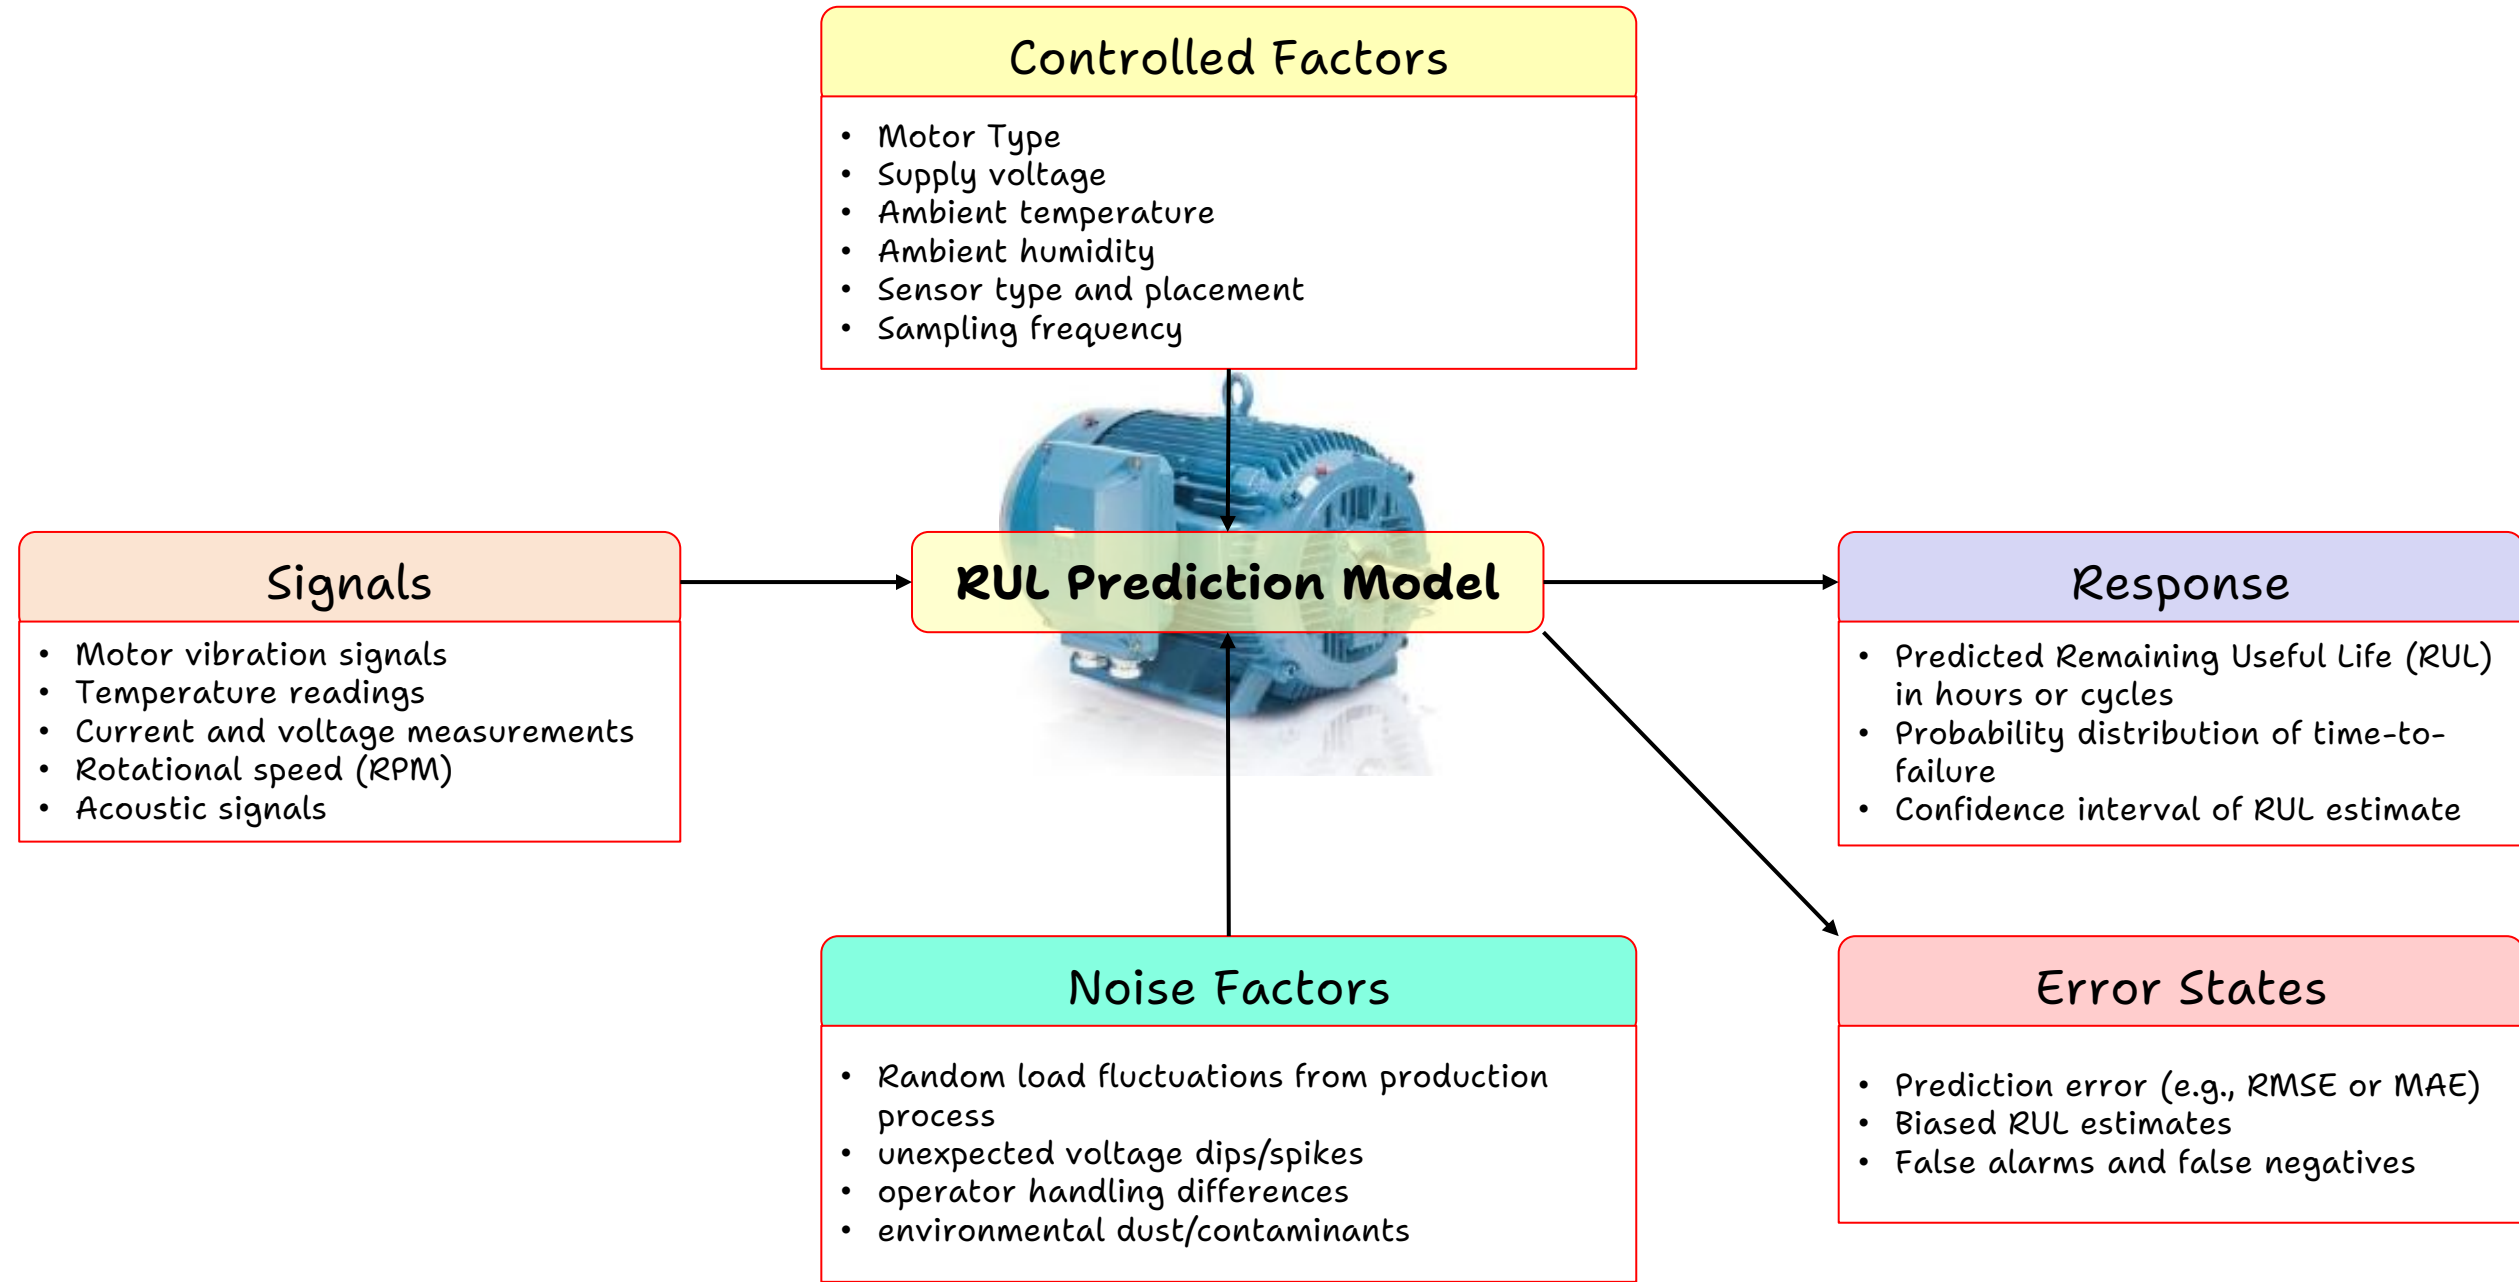 Controlled Factors
• Motor Type
• Supply voltage
• Ambient temperature
• Ambient humidity
• Sensor type and placement
• Sampling frequency
Signals
• Motor vibration signals
• Temperature readings
• Current and voltage measurements
• Rotational speed (RPM)
• Acoustic signals
RUL Prediction Model
Response
• Predicted Remaining Useful Life (RUL)
in hours or cycles
• Probability distribution of time-to-
failure
• Confidence interval of RUL estimate
Noise Factors
• Random load fluctuations from production
process
• unexpected voltage dips/spikes
• operator handling differences
• environmental dust/contaminants
Error States
• Prediction error (e.g., RMSE or MAE)
• Biased RUL estimates
• False alarms and false negatives